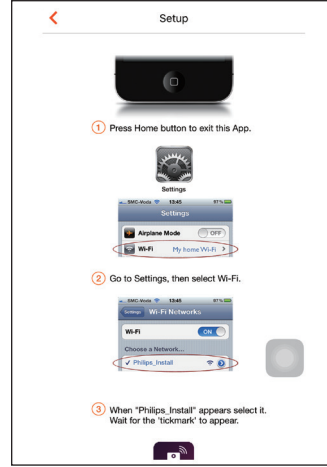 Setup
1 Press Home button to exit this App.
Settings
SMC-Voda 13:45 87%
Settings
Airplane Mode OFF
Wi-Fi My home Wi-Fi
2 Go to Settings, then select Wi-Fi.
SMC-Voda 13:45 87%
Settings Wi-Fi Networks
Wi-Fi ON
Choose a Network...
✓ Philips_Install
3 When "Philips_Install" appears select it.
Wait for the 'tickmark' to appear.